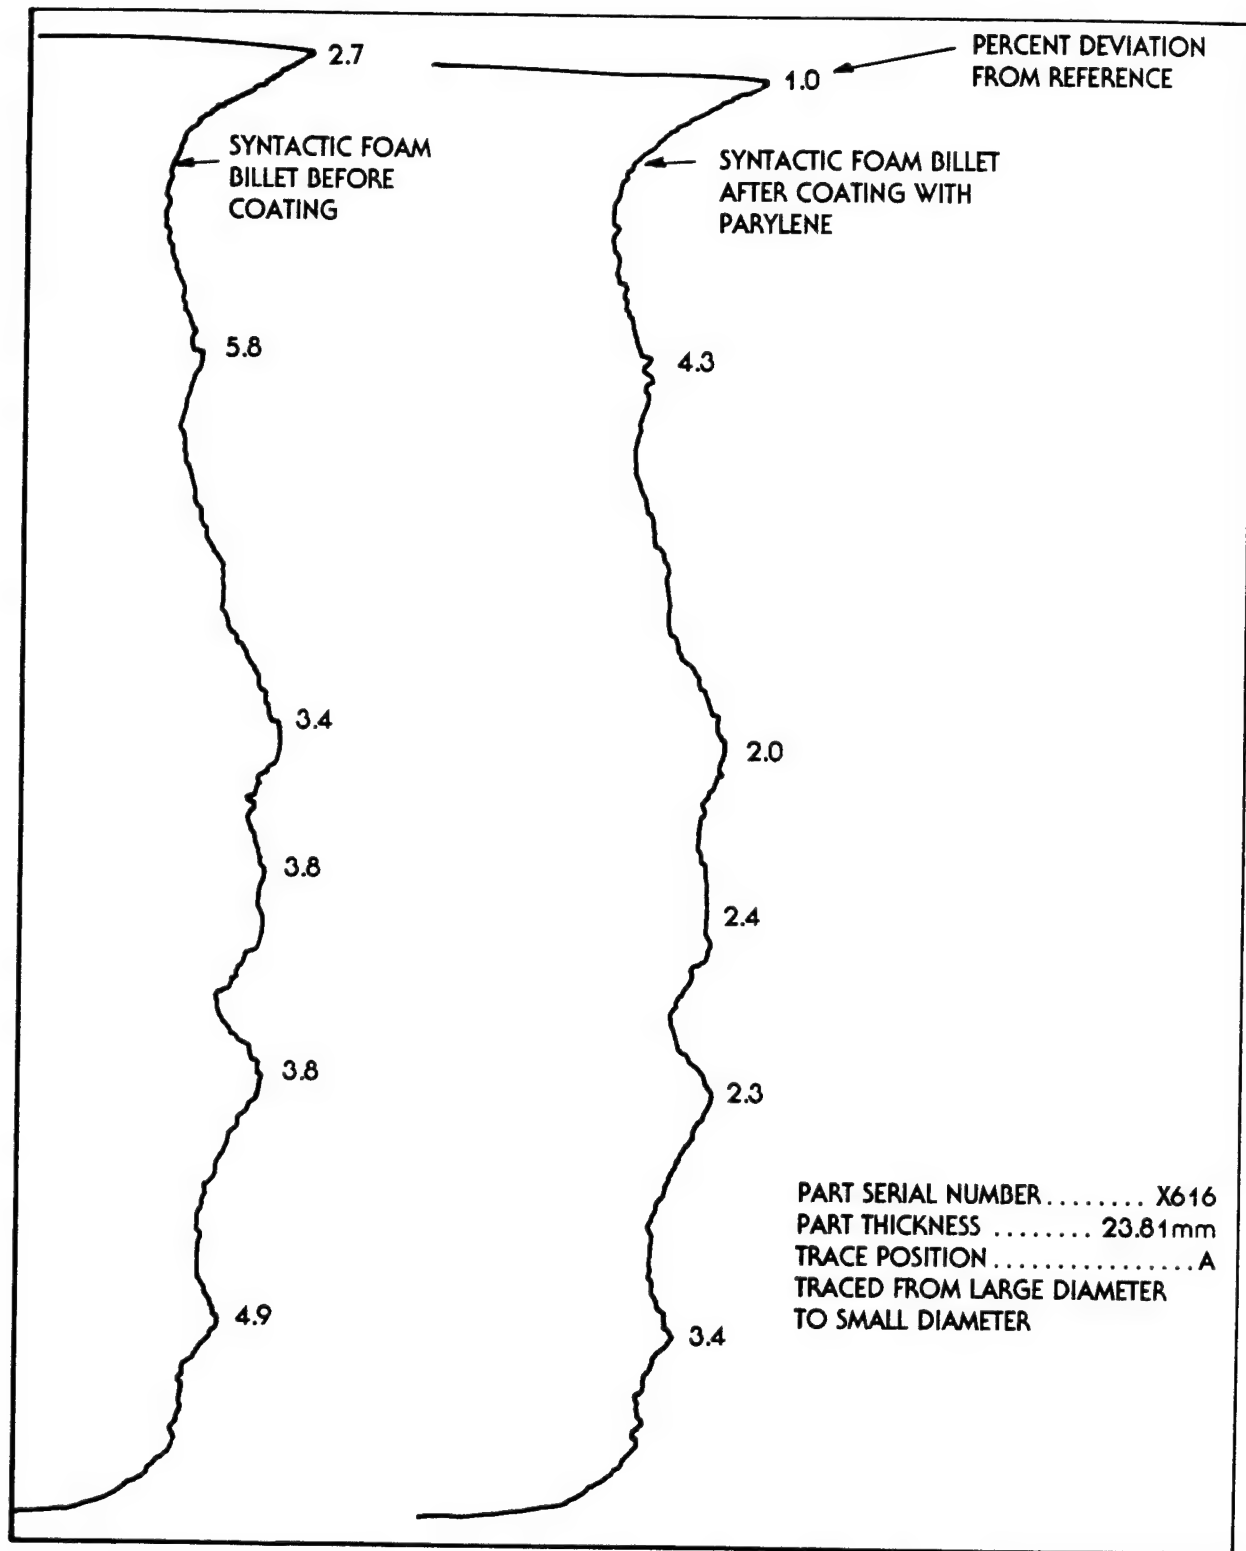 2.7
PERCENT DEVIATION
FROM REFERENCE
1.0
SYNTACTIC FOAM
BILLET BEFORE
COATING
SYNTACTIC FOAM BILLET
AFTER COATING WITH
PARYLENE
5.8
4.3
3.4
2.0
3.8
2.4
3.8
2.3
4.9
3.4
PART SERIAL NUMBER........ X616
PART THICKNESS ........ 23.81mm
TRACE POSITION................A
TRACED FROM LARGE DIAMETER
TO SMALL DIAMETER